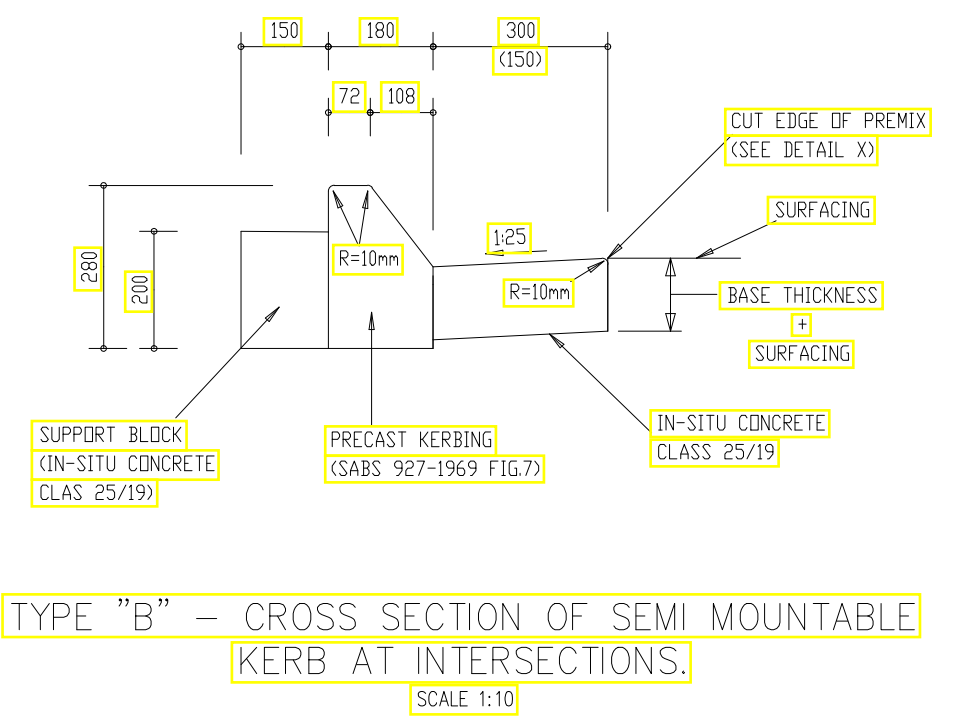 150
180
300
(150)
72
108
CUT EDGE OF PREMIX
(SEE DETAIL X)
SURFACING
1:25
R=10mm
280
200
R=10mm
BASE THICKNESS
+
SURFACING
SUPPORT BLOCK
(IN-SITU CONCRETE
CLAS 25/19)
PRECAST KERBING
(SABS 927-1969 FIG.7)
IN-SITU CONCRETE
CLASS 25/19
TYPE "B" - CROSS SECTION OF SEMI MOUNTABLE
KERB AT INTERSECTIONS.
SCALE 1:10